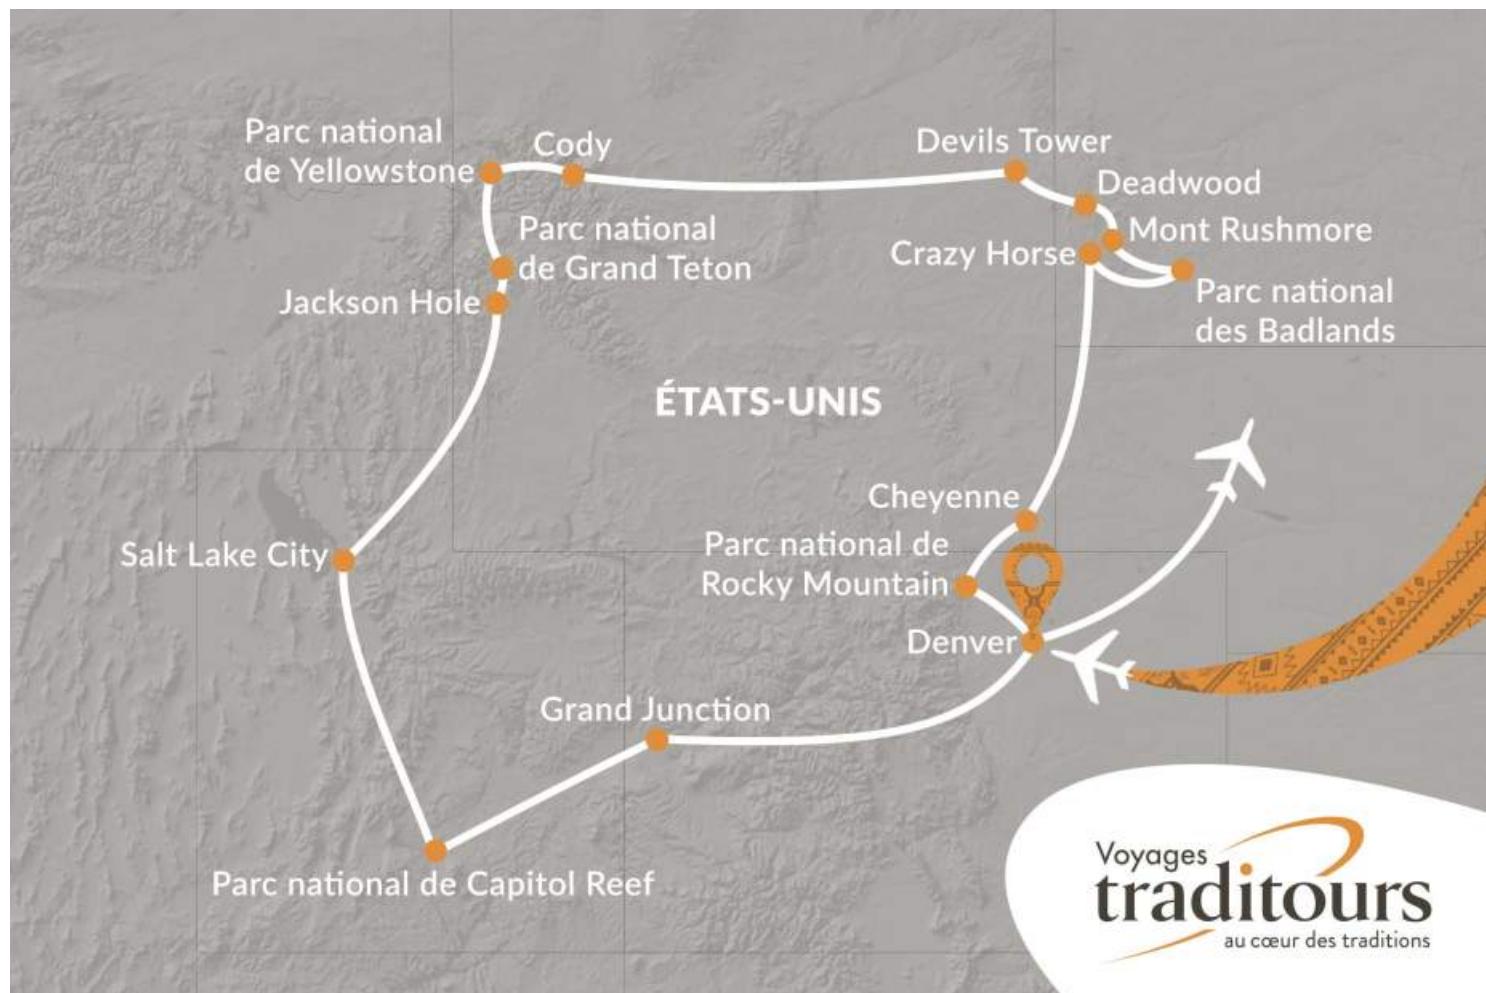 Parc national
de Yellowstone
Cody
Devils Tower
Deadwood
Parc national
de Grand Teton
Mont Rushmore
Crazy Horse
Jackson Hole
Parc national
des Badlands
ÉTATS-UNIS
Cheyenne
Parc national de
Rocky Mountain
Salt Lake City
Denver
Grand Junction
Parc national de Capitol Reef
Voyages
traditours
au cœur des traditions